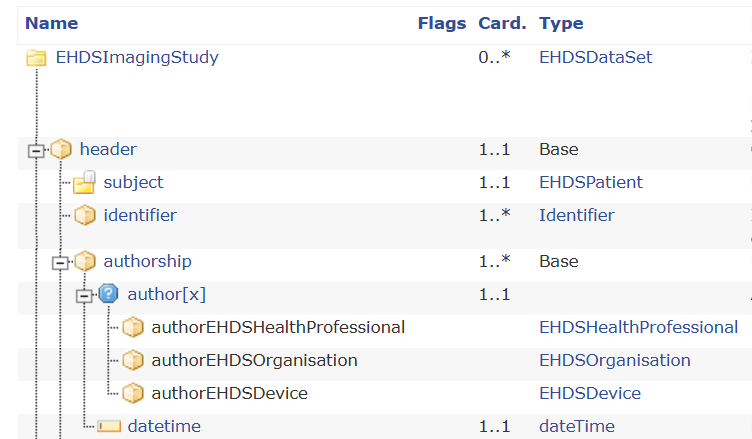 Name Flags Card. Type
EHDSImagingStudy 0..* EHDSDataSet
header 1..1 Base
subject 1..1 EHDSPatient
identifier 1..* Identifier
authorship 1..* Base
author[x] 1..1
authorEHDSHealthProfessional EHDSHealthProfessional
authorEHDSOrganisation EHDSOrganisation
authorEHDSDevice EHDSDevice
datetime 1..1 dateTime